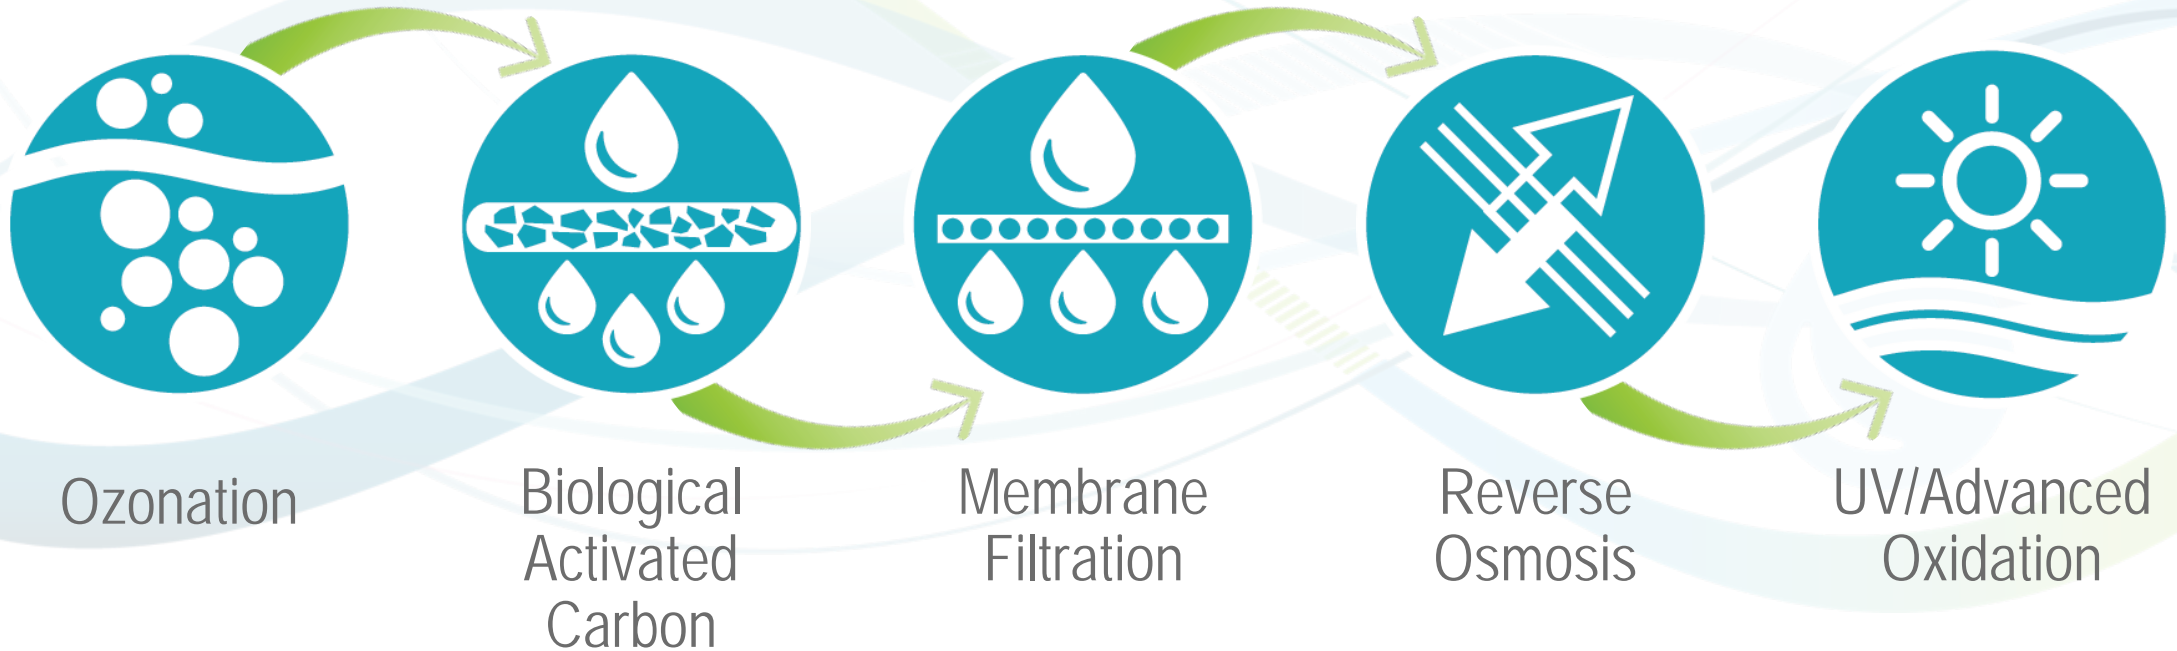 Ozonation
Biological
Activated
Carbon
Membrane
Filtration
Reverse
Osmosis
UV/Advanced
Oxidation